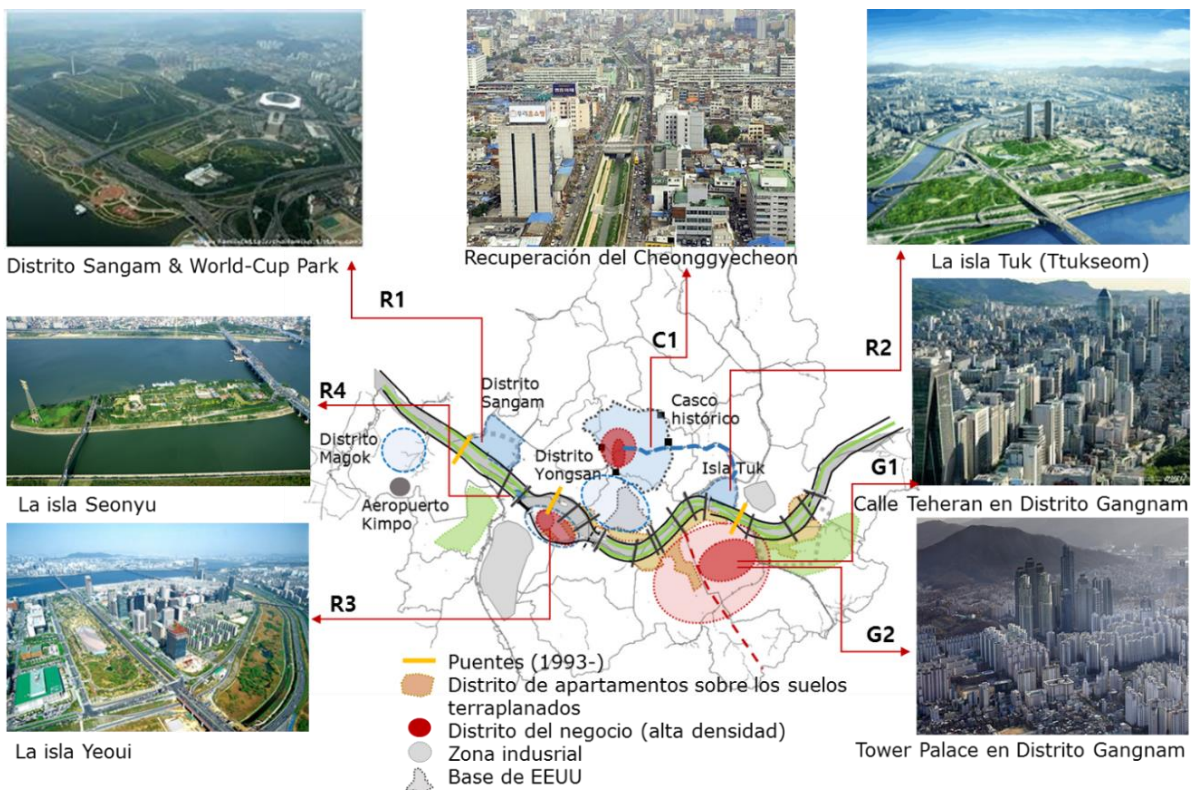 Distrito Sangam & World-Cup Park
Recuperación del Cheonggyecheon
La isla Tuk (Ttukseom)
R1
C1
R2
R4
Distrito
Sangam
Casco
histórico
Distrito
Magok
Distrito
Yongsan
Isla Tuk
G1
La isla Seonyu
Aeropuerto
Kimpo
Calle Teheran en Distrito Gangnam
R3
G2
Puentes (1993-)
Distrito de apartamentos sobre los suelos
terraplanados
Distrito del negocio (alta densidad)
Zona indusrial
Base de EEUU
La isla Yeoui
Tower Palace en Distrito Gangnam